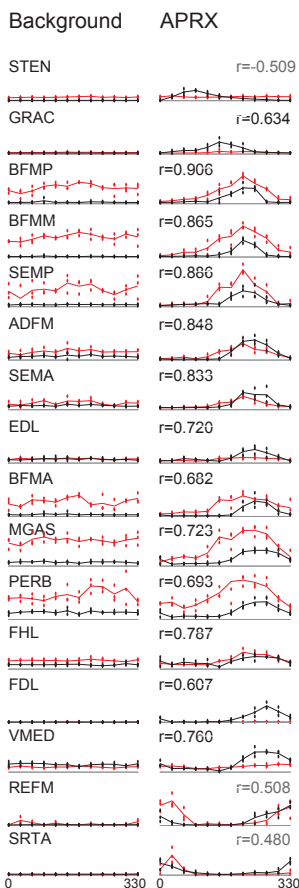 Background APRX
STEN r=-0.509
GRAC r=0.634
BFMP r=0.906
BFMM r=0.865
SEMP r=0.886
ADFM r=0.848
SEMA r=0.833
EDL r=0.720
BFMA r=0.682
MGAS r=0.723
PERB r=0.693
FHL r=0.787
FDL r=0.607
VMED r=0.760
REFM r=0.508
SRTA r=0.480
0 330 0 330